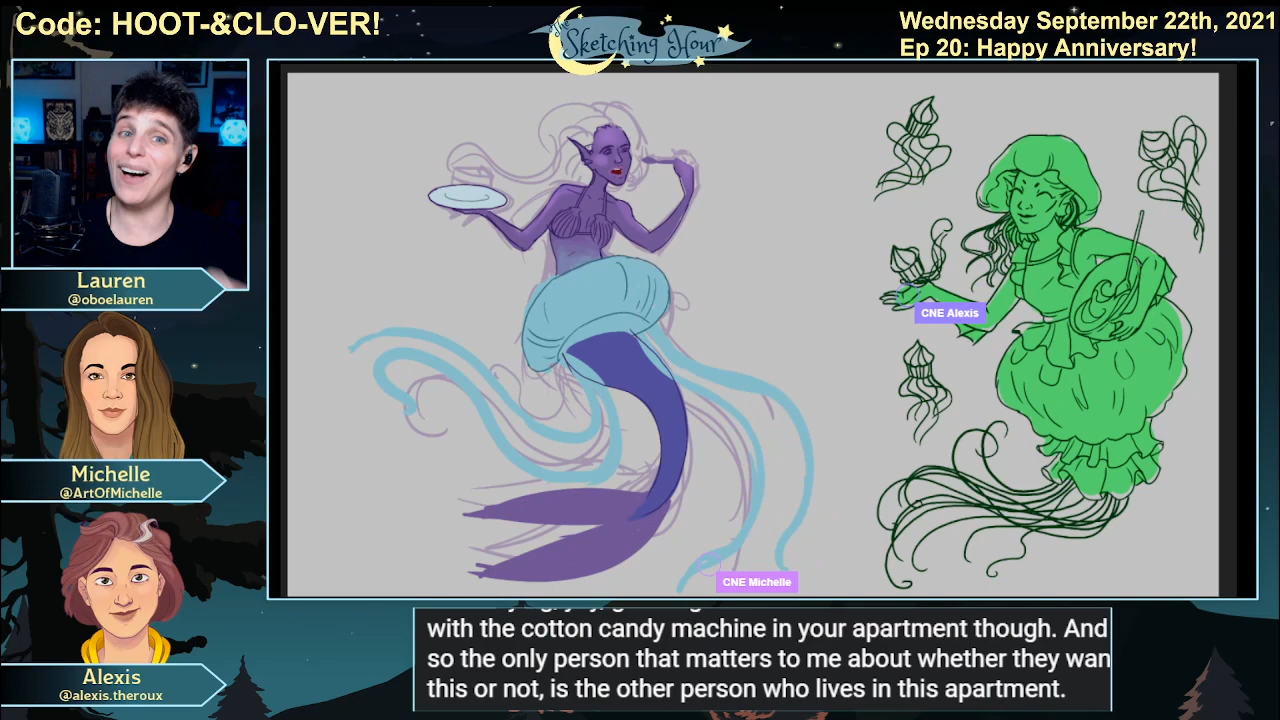 Code: HOOT-&CLO-VER!
The
Sketching Hour
Wednesday September 22th, 2021
Ep 20: Happy Anniversary!
Lauren
@oboelauren
Michelle
@ArtOfMichelle
Alexis
@alexis.theroux
CNE Alexis
CNE Michelle
with the cotton candy machine in your apartment though. And
so the only person that matters to me about whether they wan
this or not, is the other person who lives in this apartment.